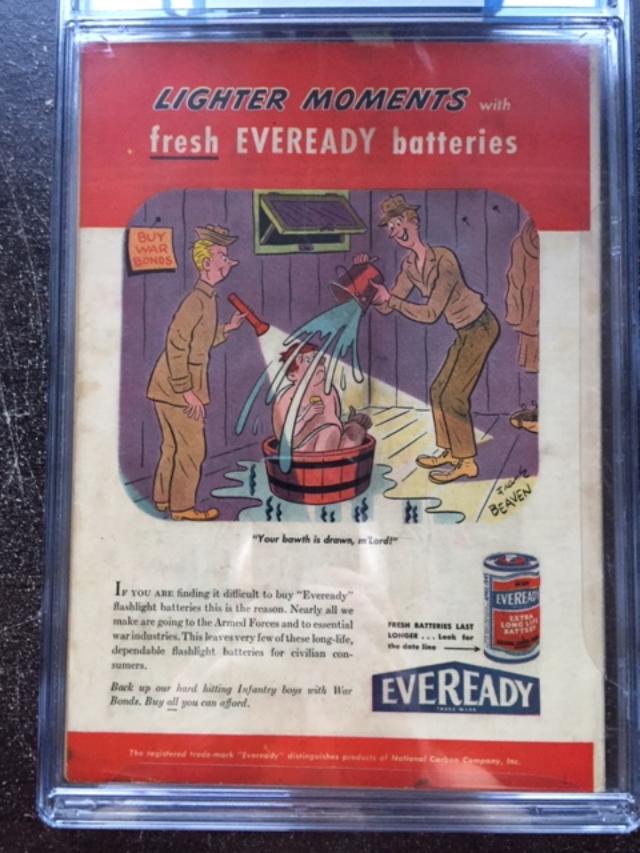 LIGHTER MOMENTS with
fresh EVEREADY batteries
BUY
WAR
BONDS
BEAVEN
"Your bawth is drawn, m'Lord!"
IF YOU ARE finding it difficult to buy "Eveready"
flashlight batteries this is the reason. Nearly all we
make are going to the Armed Forces and to essential
war industries. This leaves very few of these long-life,
dependable flashlight batteries for civilian con-
sumers.
Back up our hard hitting Infantry boys with War
Bonds. Buy all you can afford.
FRESH BATTERIES LAST
LONGER ... Look for
the date line
EVEREADY
EXTRA
LONG LIFE
BATTERY
EVEREADY
TRADE-MARK
The registered trade-mark "Eveready" distinguishes products of National Carbon Company, Inc.